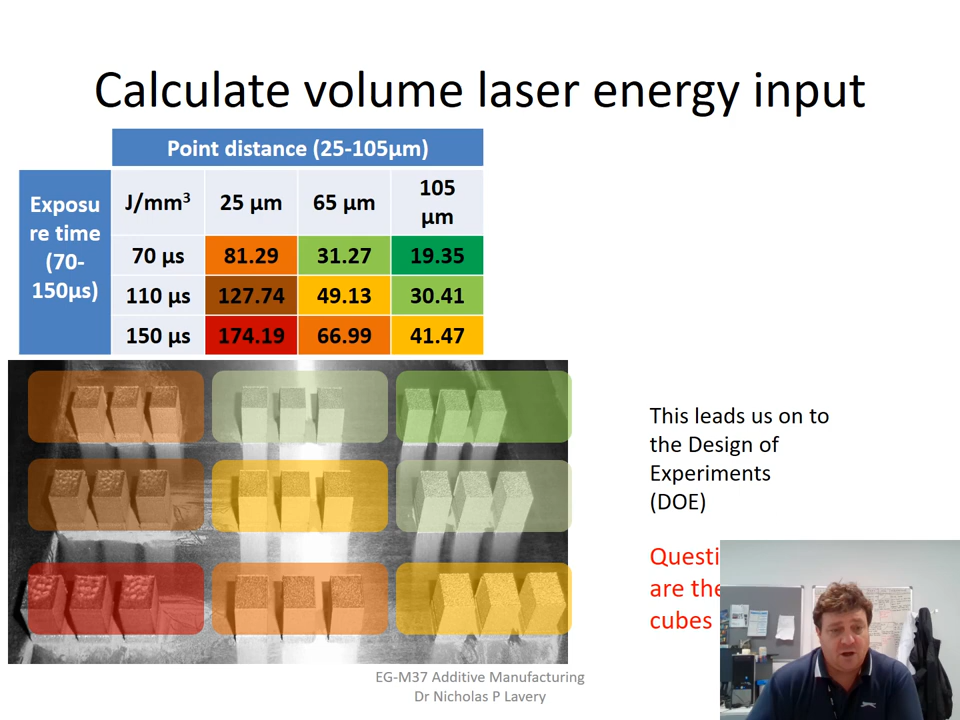 Calculate volume laser energy input
Point distance (25-105µm)
Exposu
re time
(70-
150µs)
J/mm³ 25 µm 65 µm 105
µm
70 µs 81.29 31.27 19.35
110 µs 127.74 49.13 30.41
150 µs 174.19 66.99 41.47
This leads us on to
the Design of
Experiments
(DOE)
Questi
are the
cubes
EG-M37 Additive Manufacturing
Dr Nicholas P Lavery